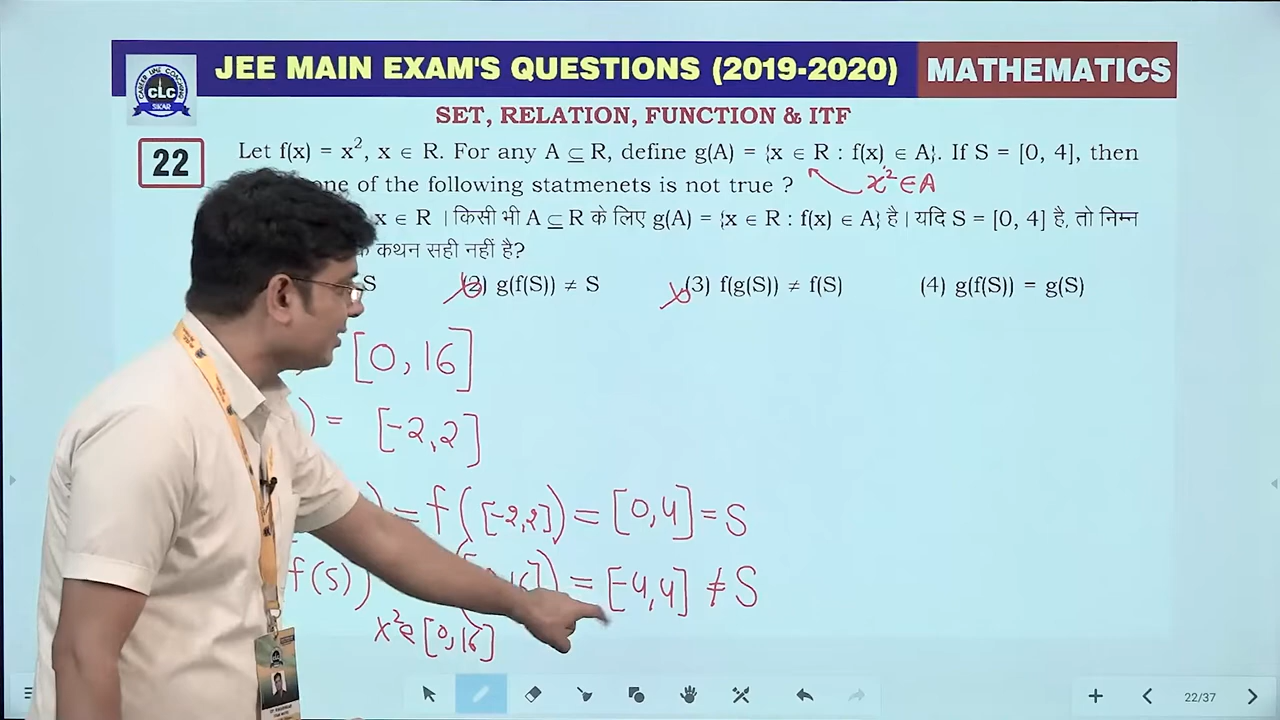 JEE MAIN EXAM'S QUESTIONS (2019-2020) MATHEMATICS
CLC
SIKAR
SET, RELATION, FUNCTION & ITF
22
Let f(x) = x², x ∈ R. For any A ⊆ R, define g(A) = {x ∈ R : f(x) ∈ A}. If S = [0, 4], then
one of the following statmenets is not true ?
x² ∈ A
x ∈ R । किसी भी A ⊆ R के लिए g(A) = {x ∈ R : f(x) ∈ A} है। यदि S = [0, 4] है, तो निम्न
कथन सही नहीं है?
S (2) g(f(S)) ≠ S (3) f(g(S)) ≠ f(S) (4) g(f(S)) = g(S)
[0, 16]
) = [-2, 2]
) = f([-2, 2]) = [0, 4] = S
f(S)) = [-4, 4] ≠ S
x² ∈ [0, 16]
22/37